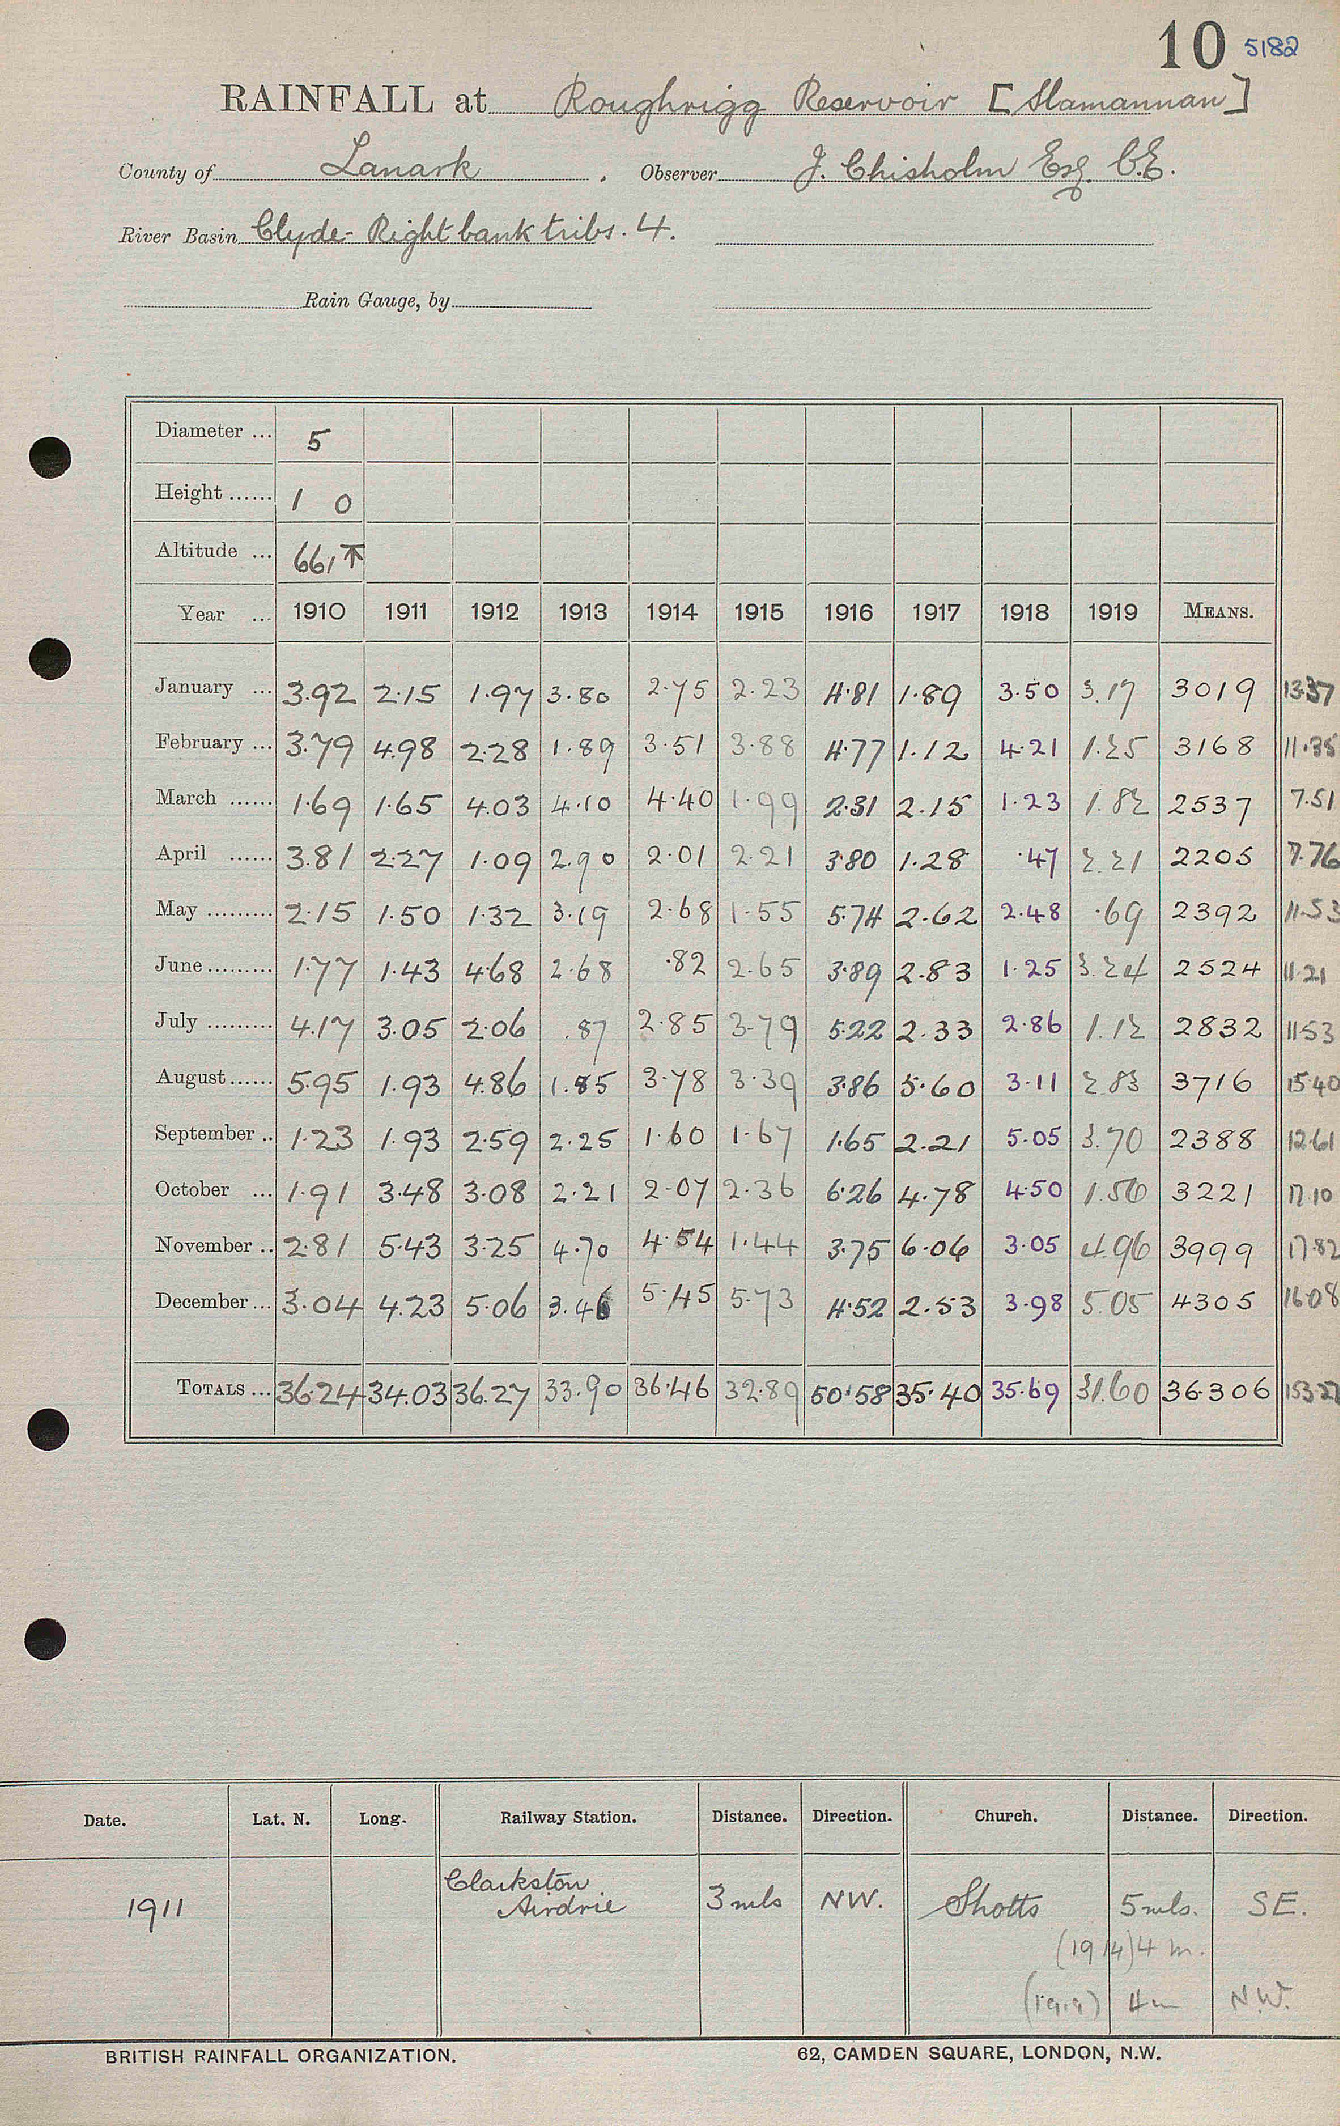 10 5182
RAINFALL at Roughrigg Reservoir [Slamannan]
County of Lanark . Observer J. Chisholm Esq. C.E.
River Basin Clyde - Right bank tribs. 4.
Rain Gauge, by
Diameter ... 5
Height ...... 1 0
Altitude ... 661 T
Year ... 1910 1911 1912 1913 1914 1915 1916 1917 1918 1919 MEANS.
January ... 3.92 2.15 1.97 3.80 2.75 2.23 4.81 1.89 3.50 3.17 3019 13.37
February ... 3.79 4.98 2.28 1.89 3.51 3.88 4.77 1.12 4.21 1.25 3168 11.35
March ...... 1.69 1.65 4.03 4.10 4.40 1.99 2.31 2.15 1.23 1.82 2537 7.51
April ...... 3.81 2.27 1.09 2.90 2.01 2.21 3.80 1.28 .47 2.21 2205 7.76
May ......... 2.15 1.50 1.32 3.19 2.68 1.55 5.74 2.62 2.48 .69 2392 11.53
June ......... 1.77 1.43 4.68 2.68 .82 2.65 3.89 2.83 1.25 3.24 2524 11.21
July ......... 4.17 3.05 2.06 .87 2.85 3.79 5.22 2.33 2.86 1.12 2832 11.53
August ...... 5.95 1.93 4.86 1.85 3.78 3.39 3.86 5.60 3.11 2.83 3716 15.40
September .. 1.23 1.93 2.59 2.25 1.60 1.67 1.65 2.21 5.05 3.70 2388 12.61
October ... 1.91 3.48 3.08 2.21 2.07 2.36 6.26 4.78 4.50 1.56 3221 17.10
November .. 2.81 5.43 3.25 4.70 4.54 1.44 3.75 6.06 3.05 4.96 3999 17.82
December ... 3.04 4.23 5.06 3.46 5.45 5.73 4.52 2.53 3.98 5.05 4305 16.08
TOTALS ... 36.24 34.03 36.27 33.90 36.46 32.89 50.58 35.40 35.69 31.60 36.306 153.27
Date. Lat. N. Long. Railway Station. Distance. Direction. Church. Distance. Direction.
1911 Clarkston Airdrie 3 mls NW. Shotts 5 mls. SE.
(1914) 4 m.
(1919) 4 m N.W.
BRITISH RAINFALL ORGANIZATION. 62, CAMDEN SQUARE, LONDON, N.W.